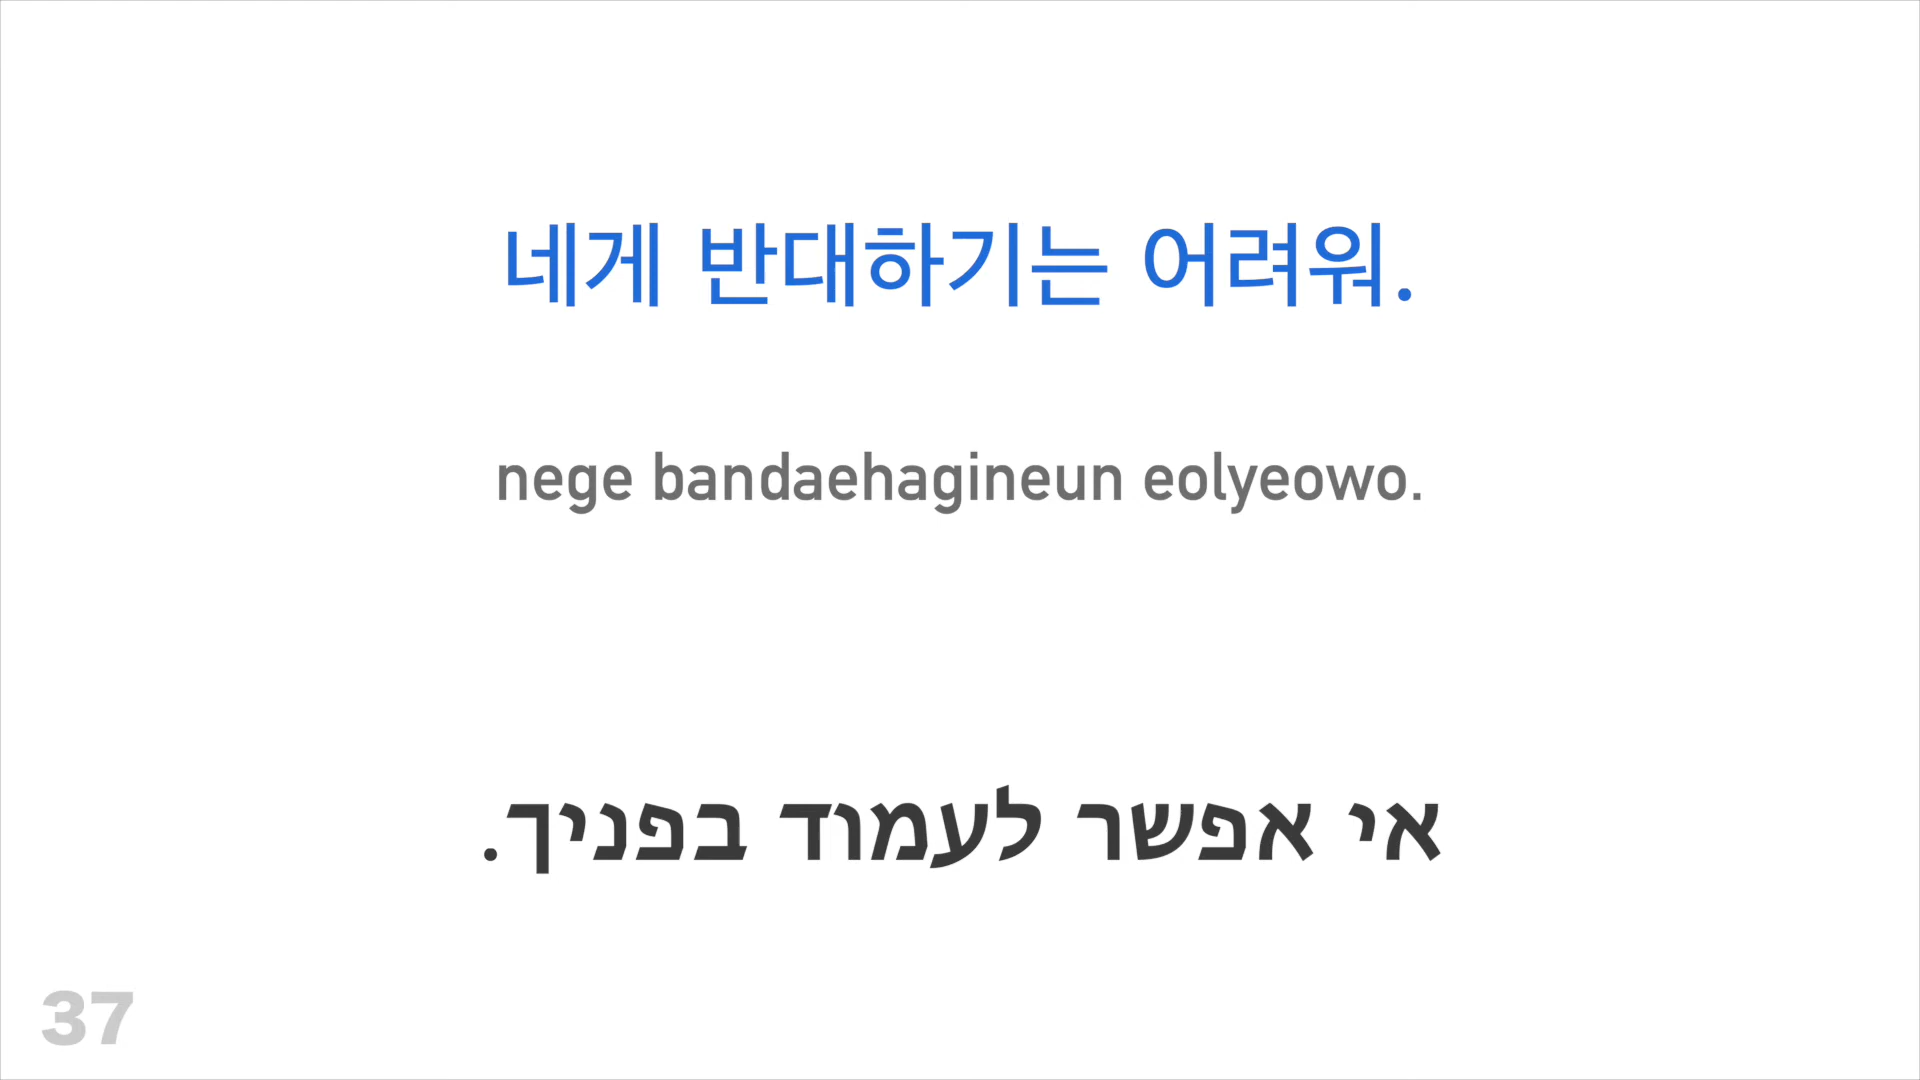 네게 반대하기는 어려워.
nege bandaehagineun eolyeowo.
אי אפשר לעמוד בפניך.
37